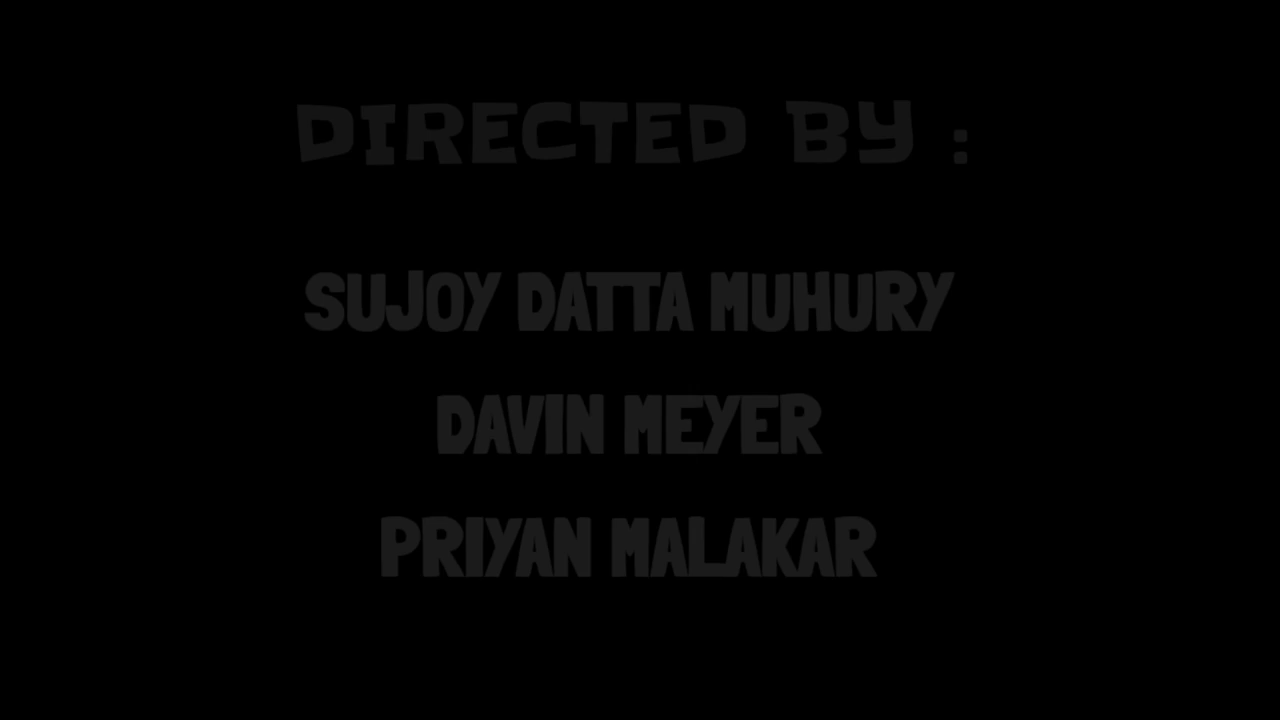 DIRECTED BY :
SUJOY DATTA MUHURY
DAVIN MEYER
PRIYAN MALAKAR